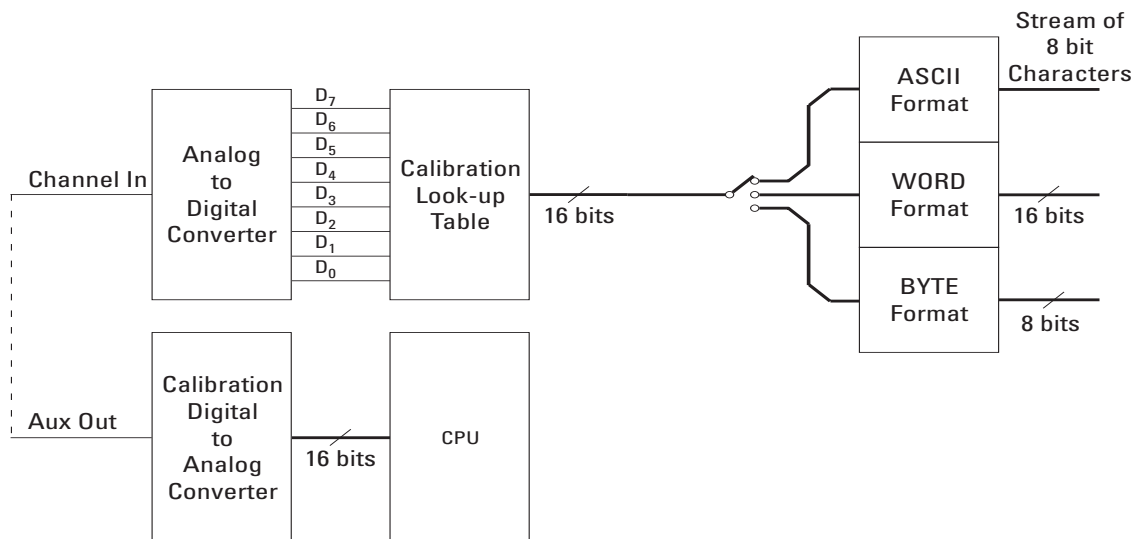 Stream of
8 bit
Characters
ASCII
Format
D7
D6
D5
D4
D3
D2
D1
D0
Analog
to
Digital
Converter
Calibration
Look-up
Table
Channel In
16 bits
WORD
Format
16 bits
BYTE
Format
8 bits
Calibration
Digital
to
Analog
Converter
Aux Out
16 bits
CPU